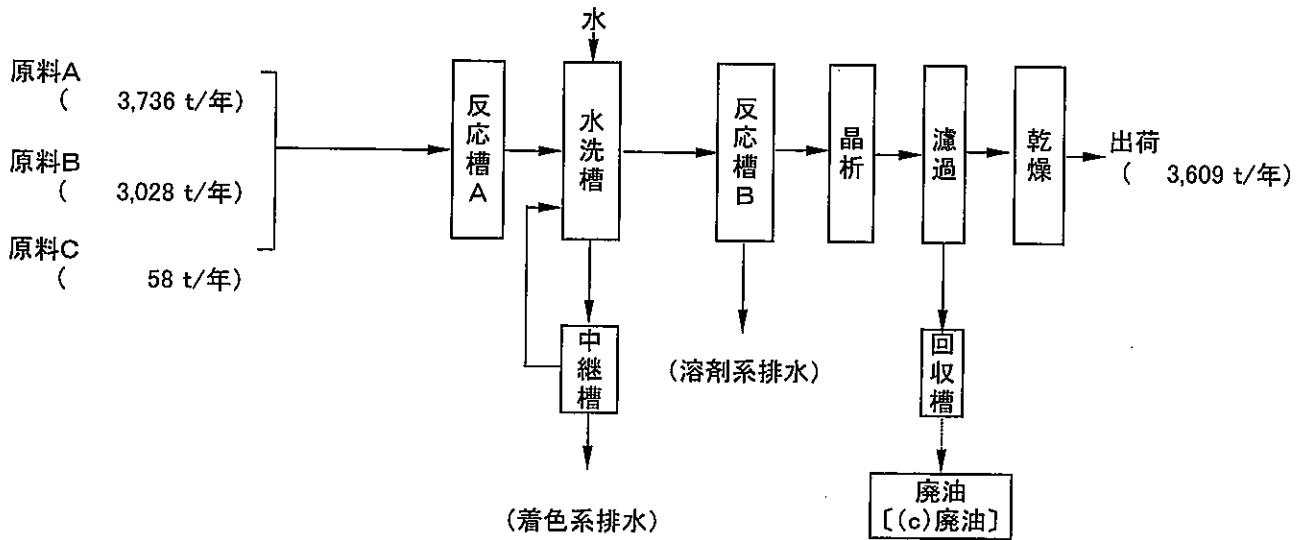 水
原料A
( 3,736 t/年)
原料B
( 3,028 t/年)
原料C
( 58 t/年)
反応槽A
水洗槽
反応槽B
晶析
濾過
乾燥
出荷
( 3,609 t/年)
中継槽
(溶剤系排水)
回収槽
(着色系排水)
廃油
〔(c)廃油〕